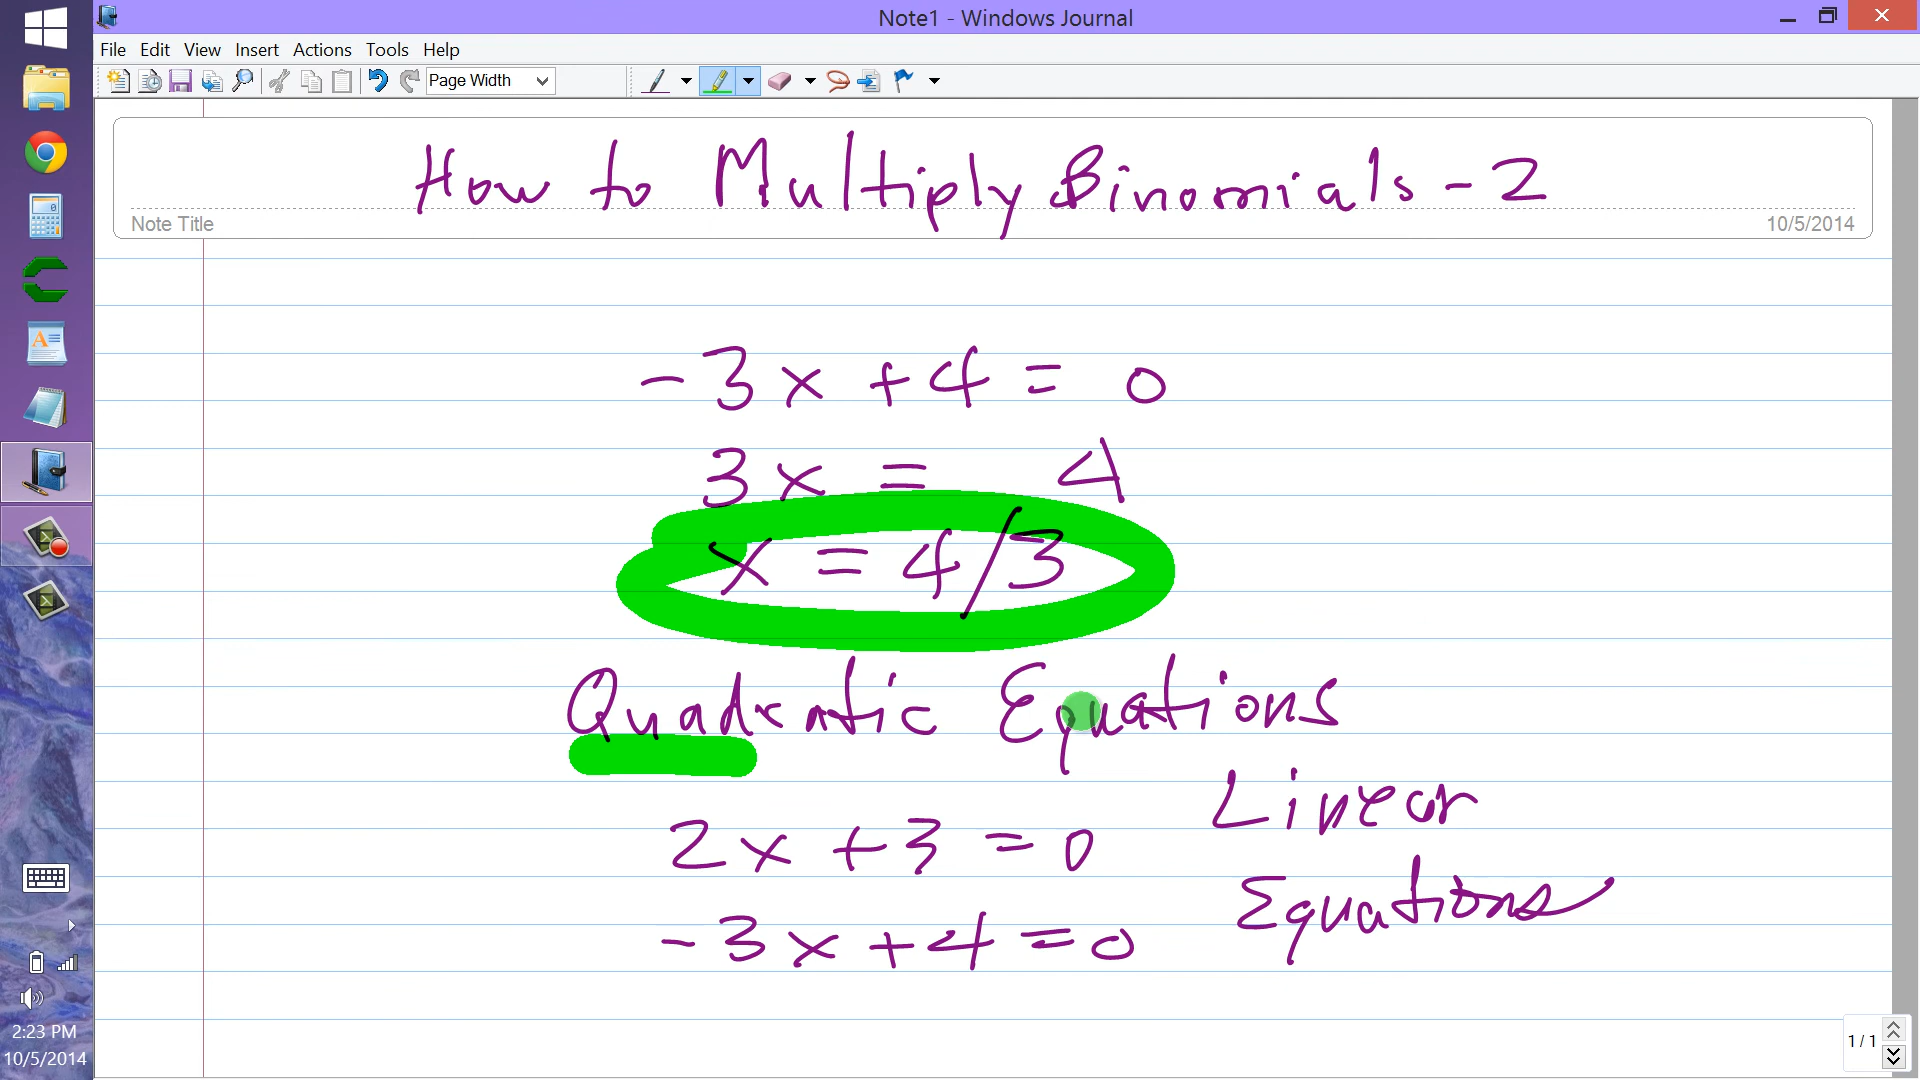 Note1 - Windows Journal
File Edit View Insert Actions Tools Help
Page Width
How to Multiply Binomials - 2
Note Title
10/5/2014
-3x + 4 = 0
3x = 4
x = 4/3
Quadratic Equations
Linear
2x + 3 = 0
Equations
-3x + 4 = 0
2:23 PM
10/5/2014
1 / 1